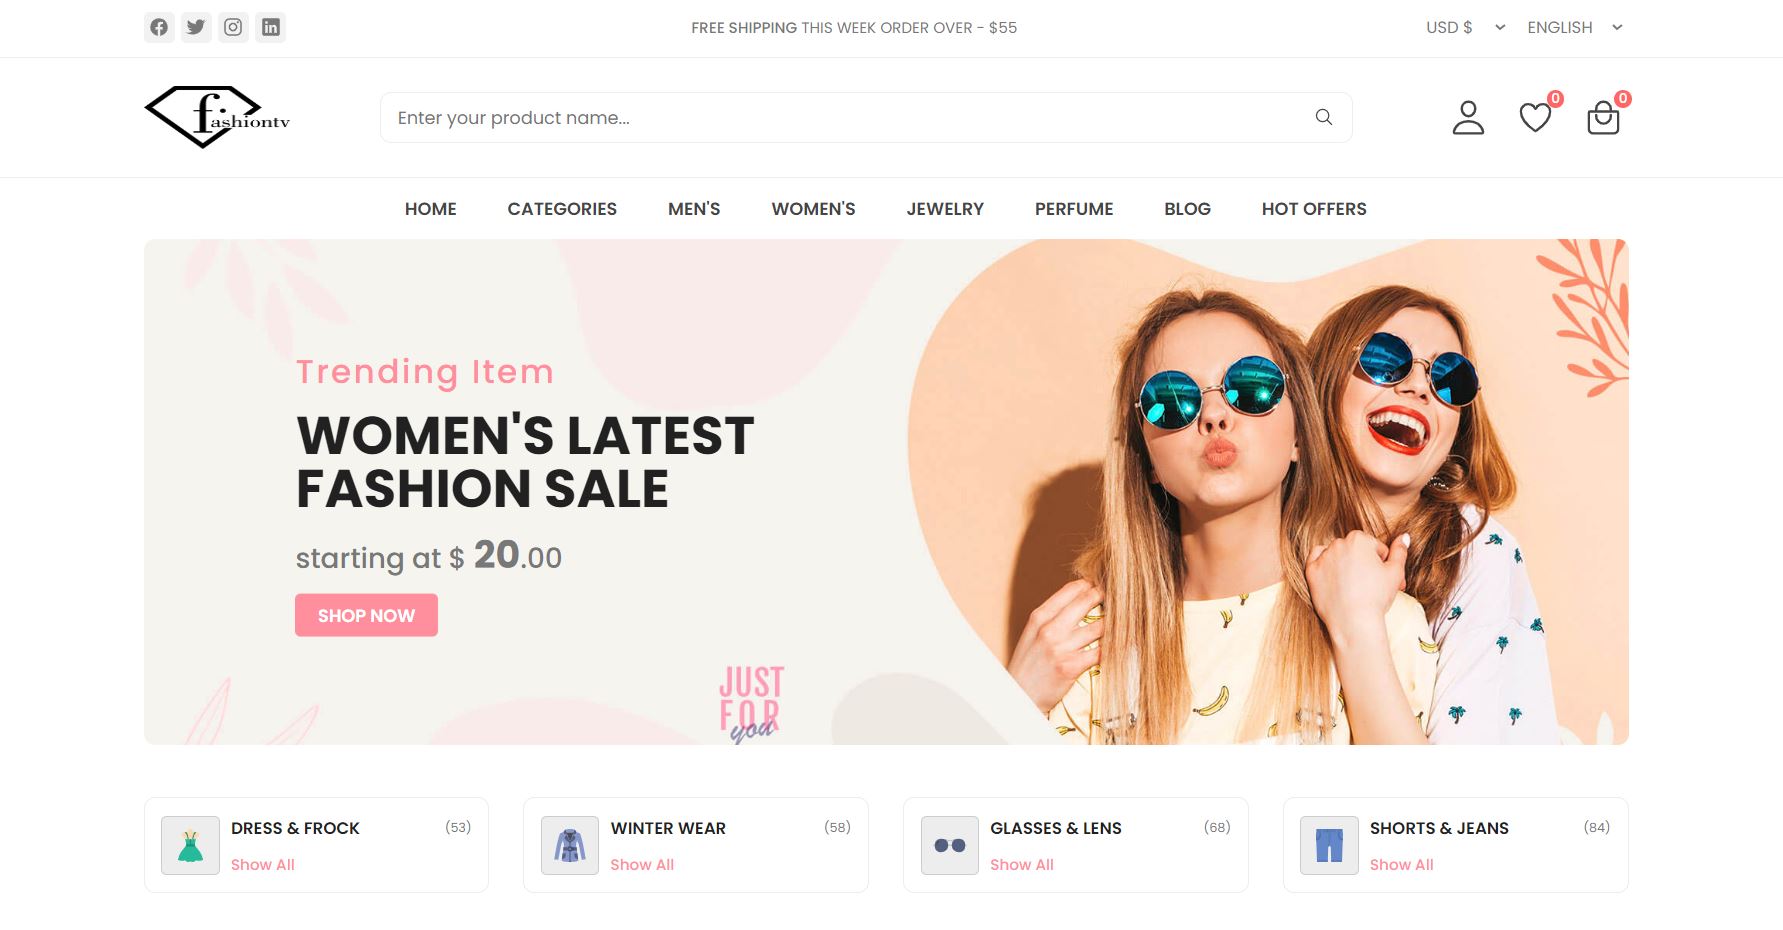 FREE SHIPPING THIS WEEK ORDER OVER - $55
USD $
ENGLISH
fashiontv
Enter your product name...
0
0
HOME
CATEGORIES
MEN'S
WOMEN'S
JEWELRY
PERFUME
BLOG
HOT OFFERS
Trending Item
WOMEN'S LATEST
FASHION SALE
starting at $ 20.00
SHOP NOW
JUST
FOR
you
DRESS & FROCK
(53)
Show All
WINTER WEAR
(58)
Show All
GLASSES & LENS
(68)
Show All
SHORTS & JEANS
(84)
Show All